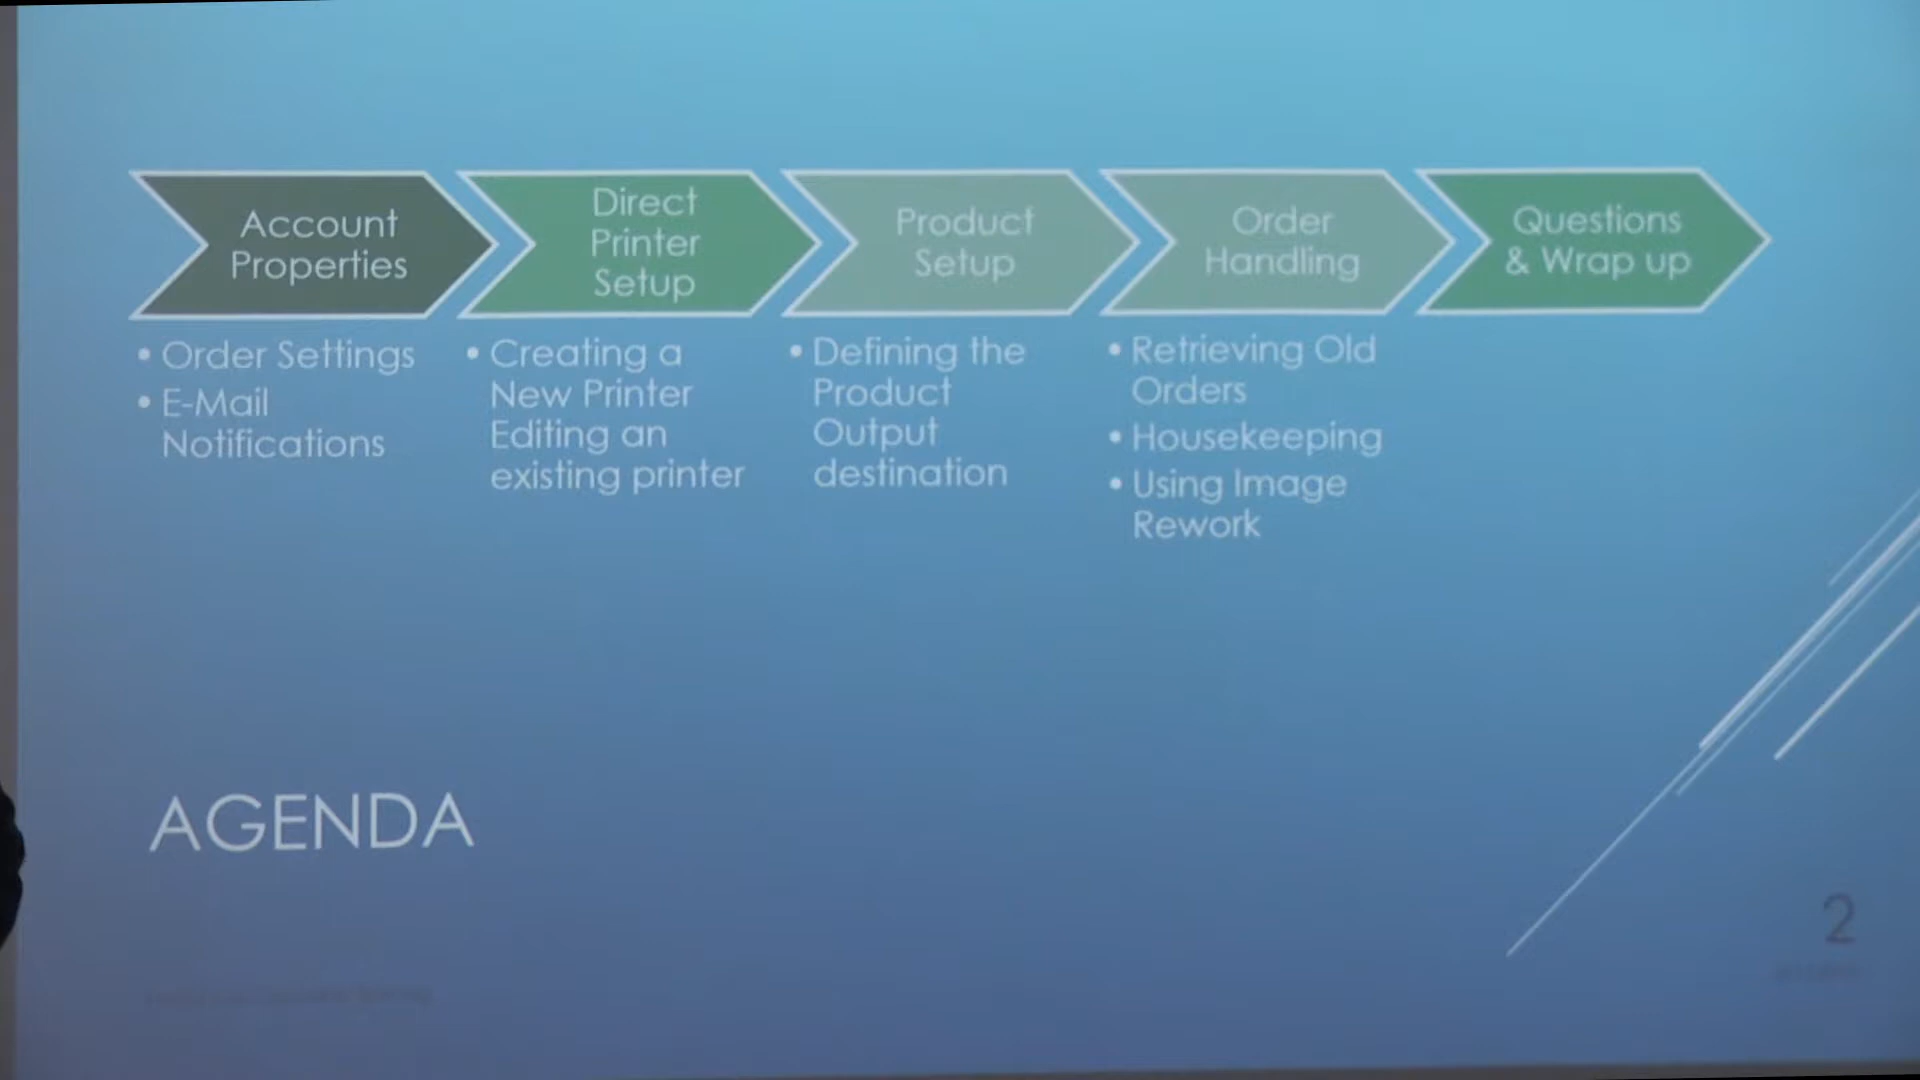 Account
Properties
Direct
Printer
Setup
Product
Setup
Order
Handling
Questions
& Wrap up
• Order Settings
• E-Mail
Notifications
• Creating a
New Printer
Editing an
existing printer
• Defining the
Product
Output
destination
• Retrieving Old
Orders
• Housekeeping
• Using Image
Rework
AGENDA
2